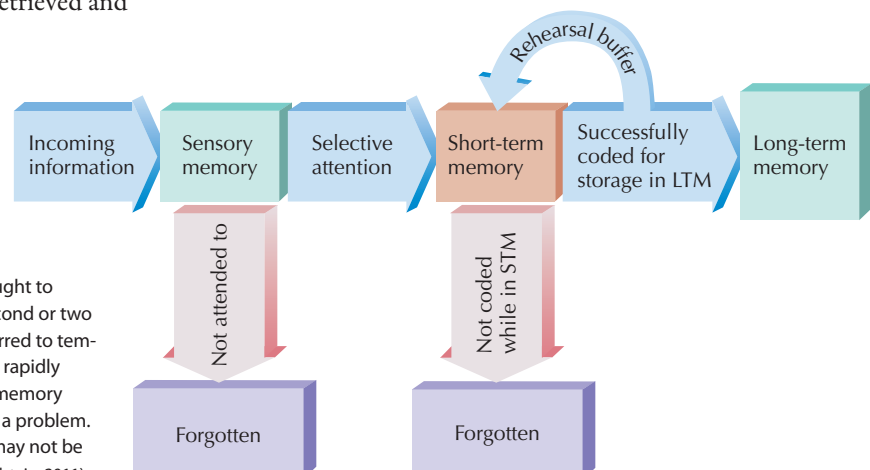 etrieved and
Rehearsal buffer
Incoming
information
Sensory
memory
Selective
attention
Short-term
memory
Successfully
coded for
storage in LTM
Long-term
memory
Not attended to
Not coded
while in STM
Forgotten
Forgotten
ught to
cond or two
rred to tem-
rapidly
memory
a problem.
may not be